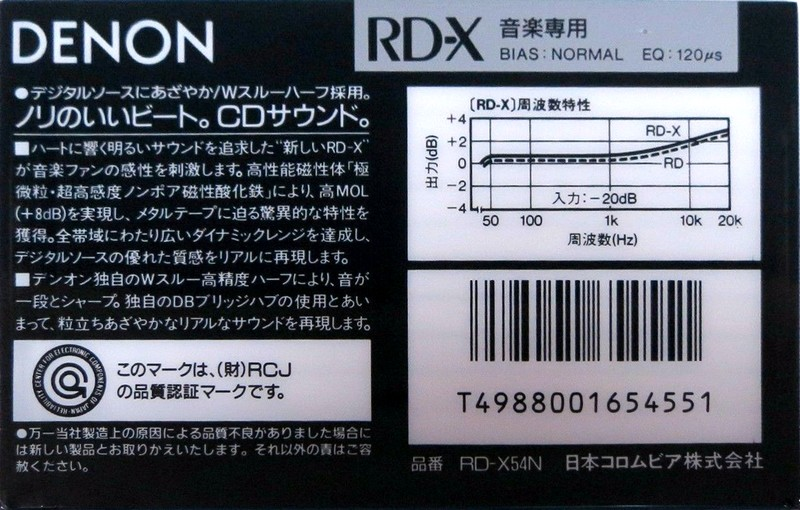 DENON
RD-X 音楽専用
BIAS: NORMAL EQ: 120μs
●デジタルソースにあざやか/Wスルーハーフ採用。
ノリのいいビート。CDサウンド。
■ハートに響く明るいサウンドを追求した“新しいRD-X”
が音楽ファンの感性を刺激します。高性能磁性体「極
微粒・超高感度ノンポア磁性酸化鉄」により、高MOL
(+8dB)を実現し、メタルテープに迫る驚異的な特性を
獲得。全帯域にわたり広いダイナミックレンジを達成し、
デジタルソースの優れた質感をリアルに再現します。
■デンオン独自のWスルー高精度ハーフにより、音が
一段とシャープ。独自のDBブリッジハブの使用とあい
まって、粒立ちあざやかなリアルなサウンドを再現します。
RELIABILITY CENTER FOR ELECTRONIC COMPONENTS OF JAPAN
このマークは、(財)RCJ
の品質認証マークです。
●万一当社製造上の原因による品質不良がありました場合に
は新しい製品とお取りかえいたします。それ以外の責はご容
赦ください。
〔RD-X〕周波数特性
出力(dB)
+4
+2
0
−2
−4
RD-X
RD
入力:−20dB
50 100 1k 10k 20k
周波数(Hz)
T4988001654551
品番 RD-X54N 日本コロムビア株式会社